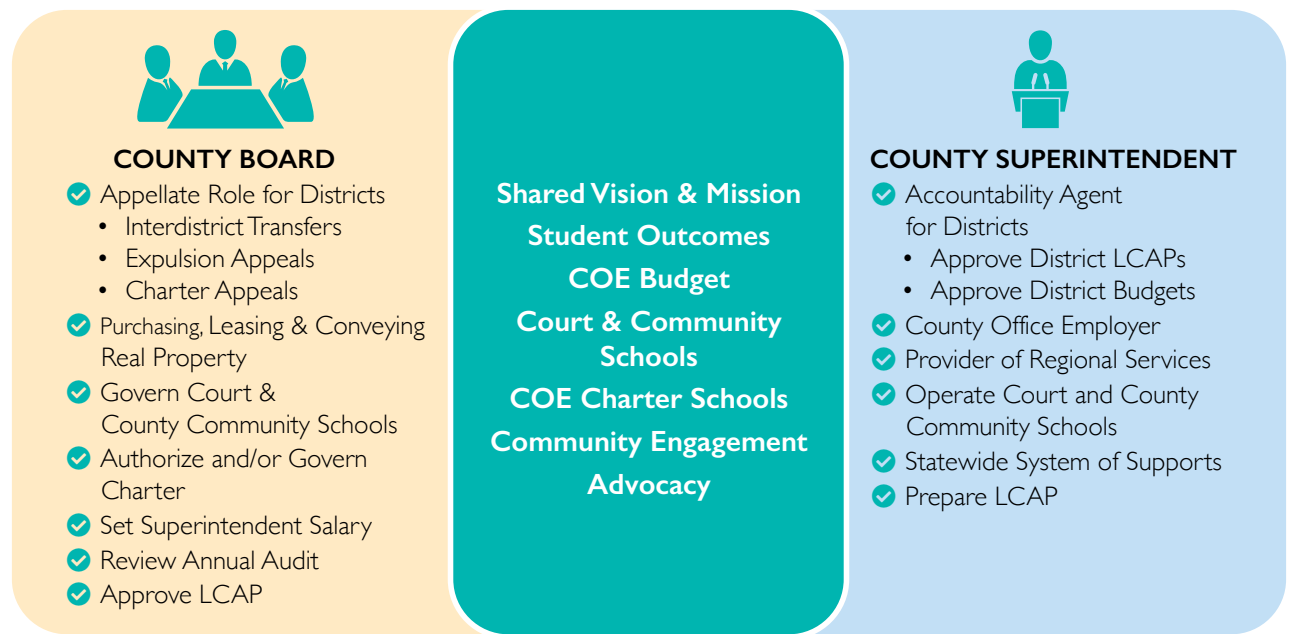 COUNTY BOARD
Appellate Role for Districts
• Interdistrict Transfers
• Expulsion Appeals
• Charter Appeals
Purchasing, Leasing & Conveying
Real Property
Govern Court &
County Community Schools
Authorize and/or Govern
Charter
Set Superintendent Salary
Review Annual Audit
Approve LCAP
Shared Vision & Mission
Student Outcomes
COE Budget
Court & Community
Schools
COE Charter Schools
Community Engagement
Advocacy
COUNTY SUPERINTENDENT
Accountability Agent
for Districts
• Approve District LCAPs
• Approve District Budgets
County Office Employer
Provider of Regional Services
Operate Court and County
Community Schools
Statewide System of Supports
Prepare LCAP